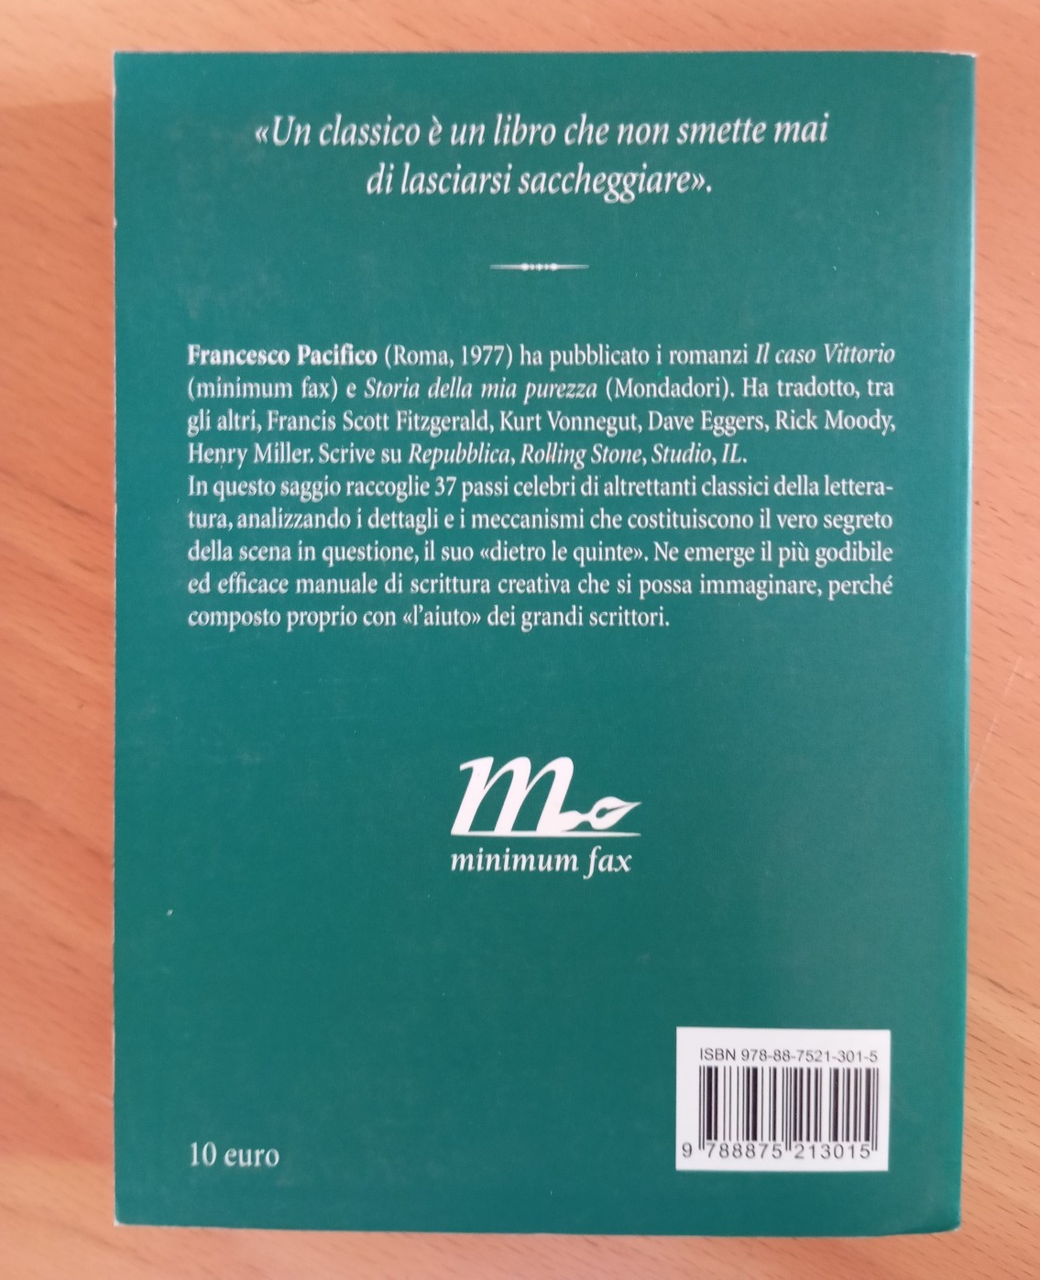 «Un classico è un libro che non smette mai
di lasciarsi saccheggiare».
Francesco Pacifico (Roma, 1977) ha pubblicato i romanzi Il caso Vittorio
(minimum fax) e Storia della mia purezza (Mondadori). Ha tradotto, tra
gli altri, Francis Scott Fitzgerald, Kurt Vonnegut, Dave Eggers, Rick Moody,
Henry Miller. Scrive su Repubblica, Rolling Stone, Studio, IL.
In questo saggio raccoglie 37 passi celebri di altrettanti classici della lettera-
tura, analizzando i dettagli e i meccanismi che costituiscono il vero segreto
della scena in questione, il suo «dietro le quinte». Ne emerge il più godibile
ed efficace manuale di scrittura creativa che si possa immaginare, perché
composto proprio con «l'aiuto» dei grandi scrittori.
m
minimum fax
ISBN 978-88-7521-301-5
9 788875 213015
10 euro